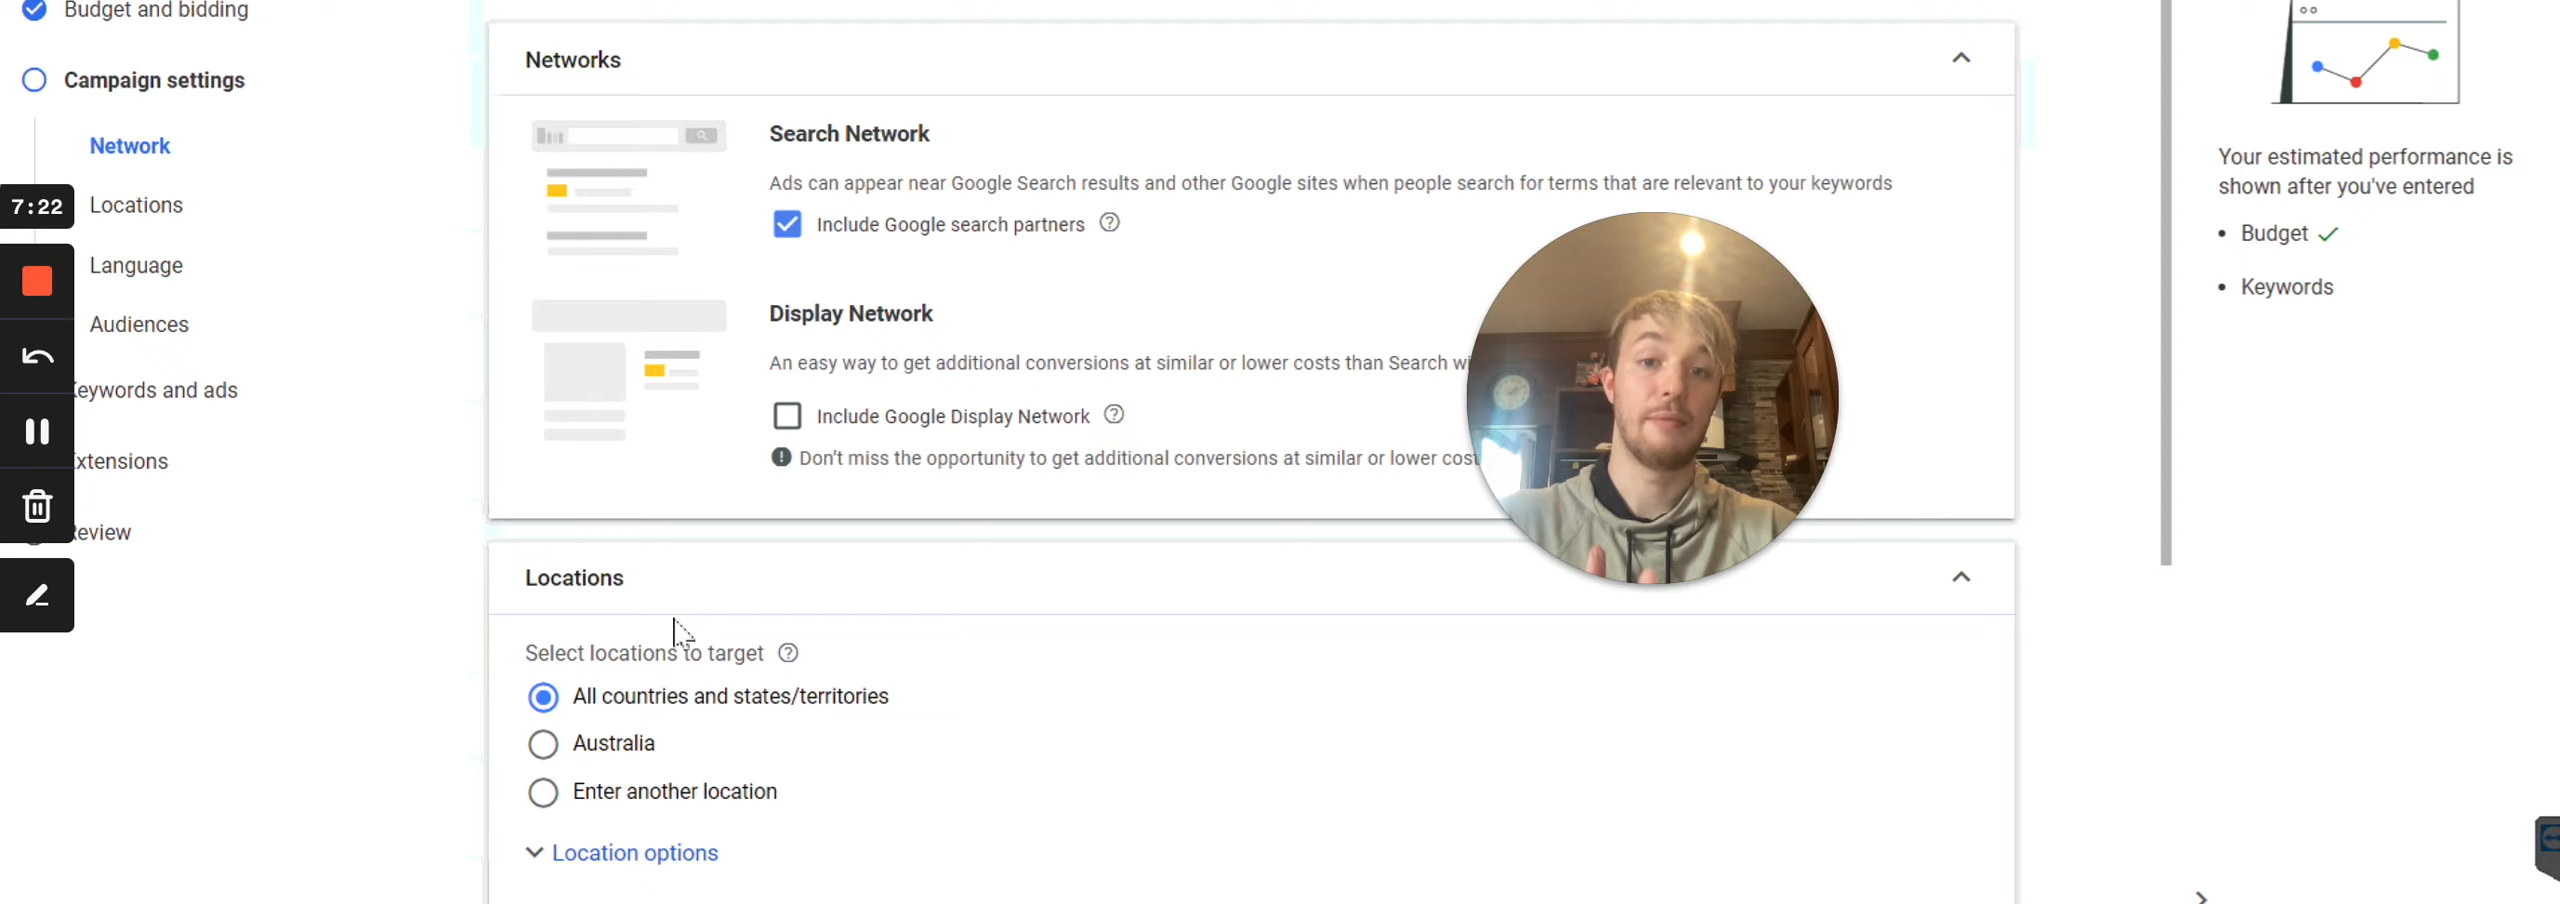 Budget and bidding
Campaign settings
Network
7:22
Locations
Language
Audiences
eywords and ads
xtensions
eview
Networks
Search Network
Ads can appear near Google Search results and other Google sites when people search for terms that are relevant to your keywords
Include Google search partners
Display Network
An easy way to get additional conversions at similar or lower costs than Search wi
Include Google Display Network
Don't miss the opportunity to get additional conversions at similar or lower cost
Locations
Select locations to target
All countries and states/territories
Australia
Enter another location
Location options
Your estimated performance is
shown after you've entered
• Budget
• Keywords